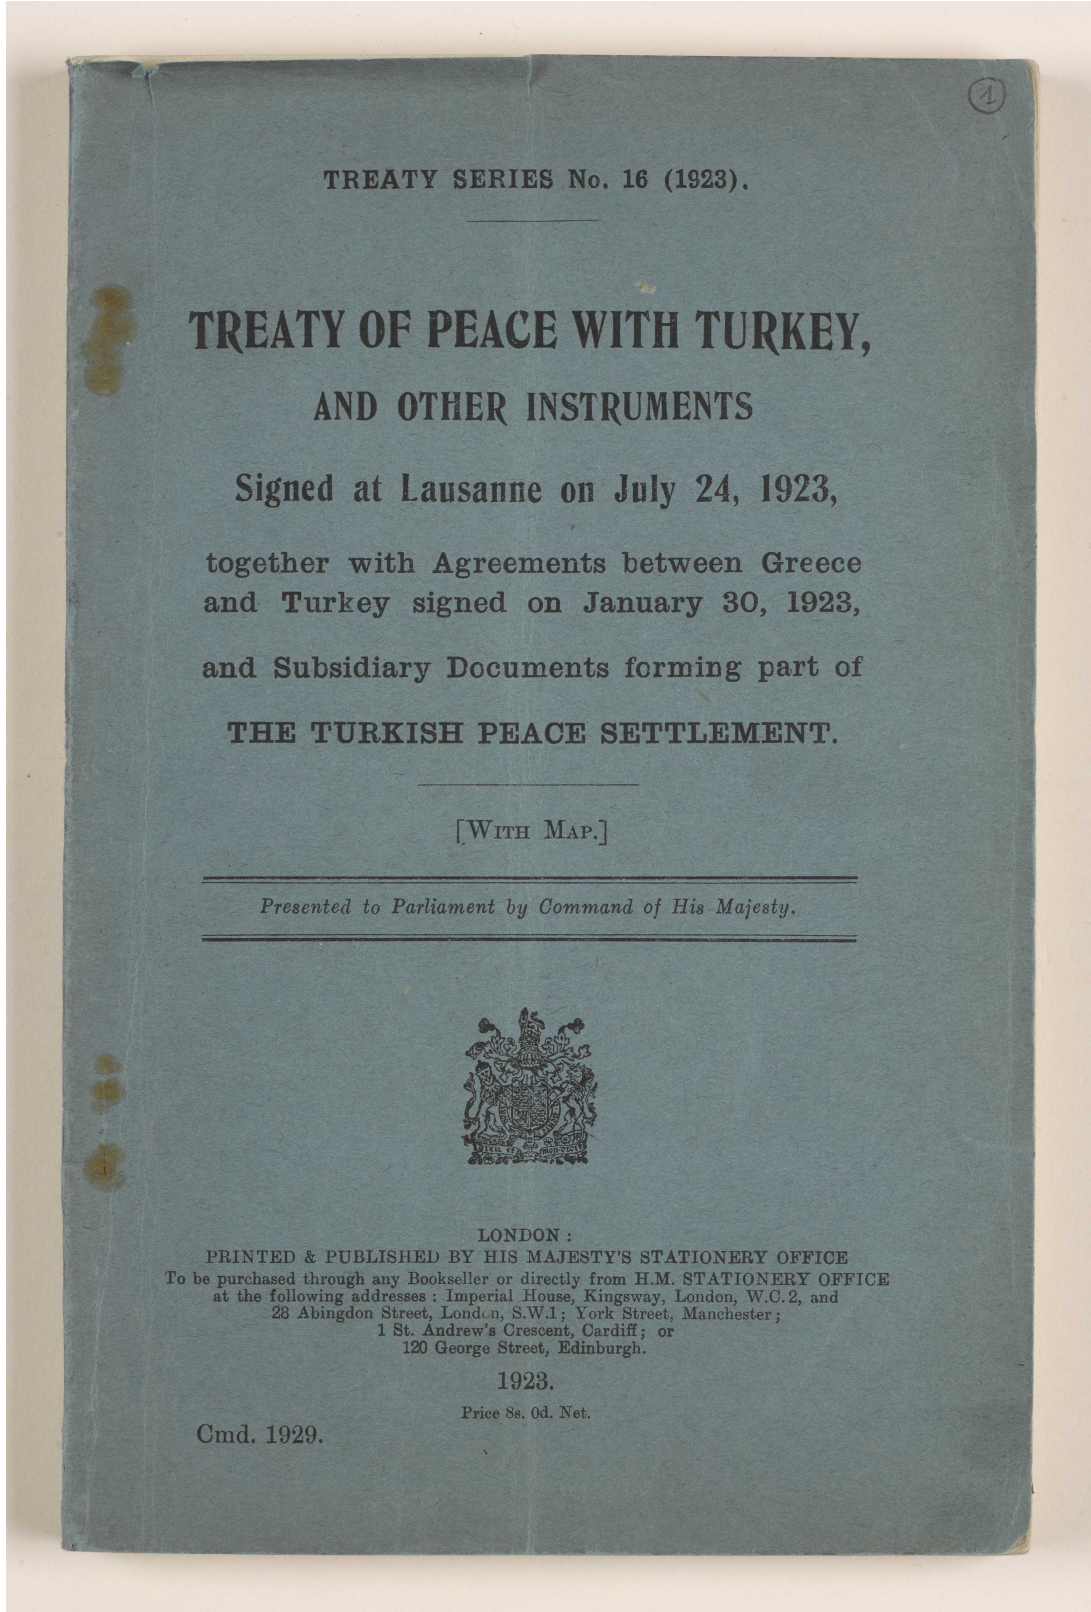 1
TREATY SERIES No. 16 (1923).
TREATY OF PEACE WITH TURKEY,
AND OTHER INSTRUMENTS
Signed at Lausanne on July 24, 1923,
together with Agreements between Greece
and Turkey signed on January 30, 1923,
and Subsidiary Documents forming part of
THE TURKISH PEACE SETTLEMENT.
[WITH MAP.]
Presented to Parliament by Command of His Majesty.
LONDON :
PRINTED & PUBLISHED BY HIS MAJESTY'S STATIONERY OFFICE
To be purchased through any Bookseller or directly from H.M. STATIONERY OFFICE
at the following addresses : Imperial House, Kingsway, London, W.C. 2, and
28 Abingdon Street, London, S.W.1; York Street, Manchester;
1 St. Andrew's Crescent, Cardiff; or
120 George Street, Edinburgh.
1923.
Price 8s. 0d. Net.
Cmd. 1929.